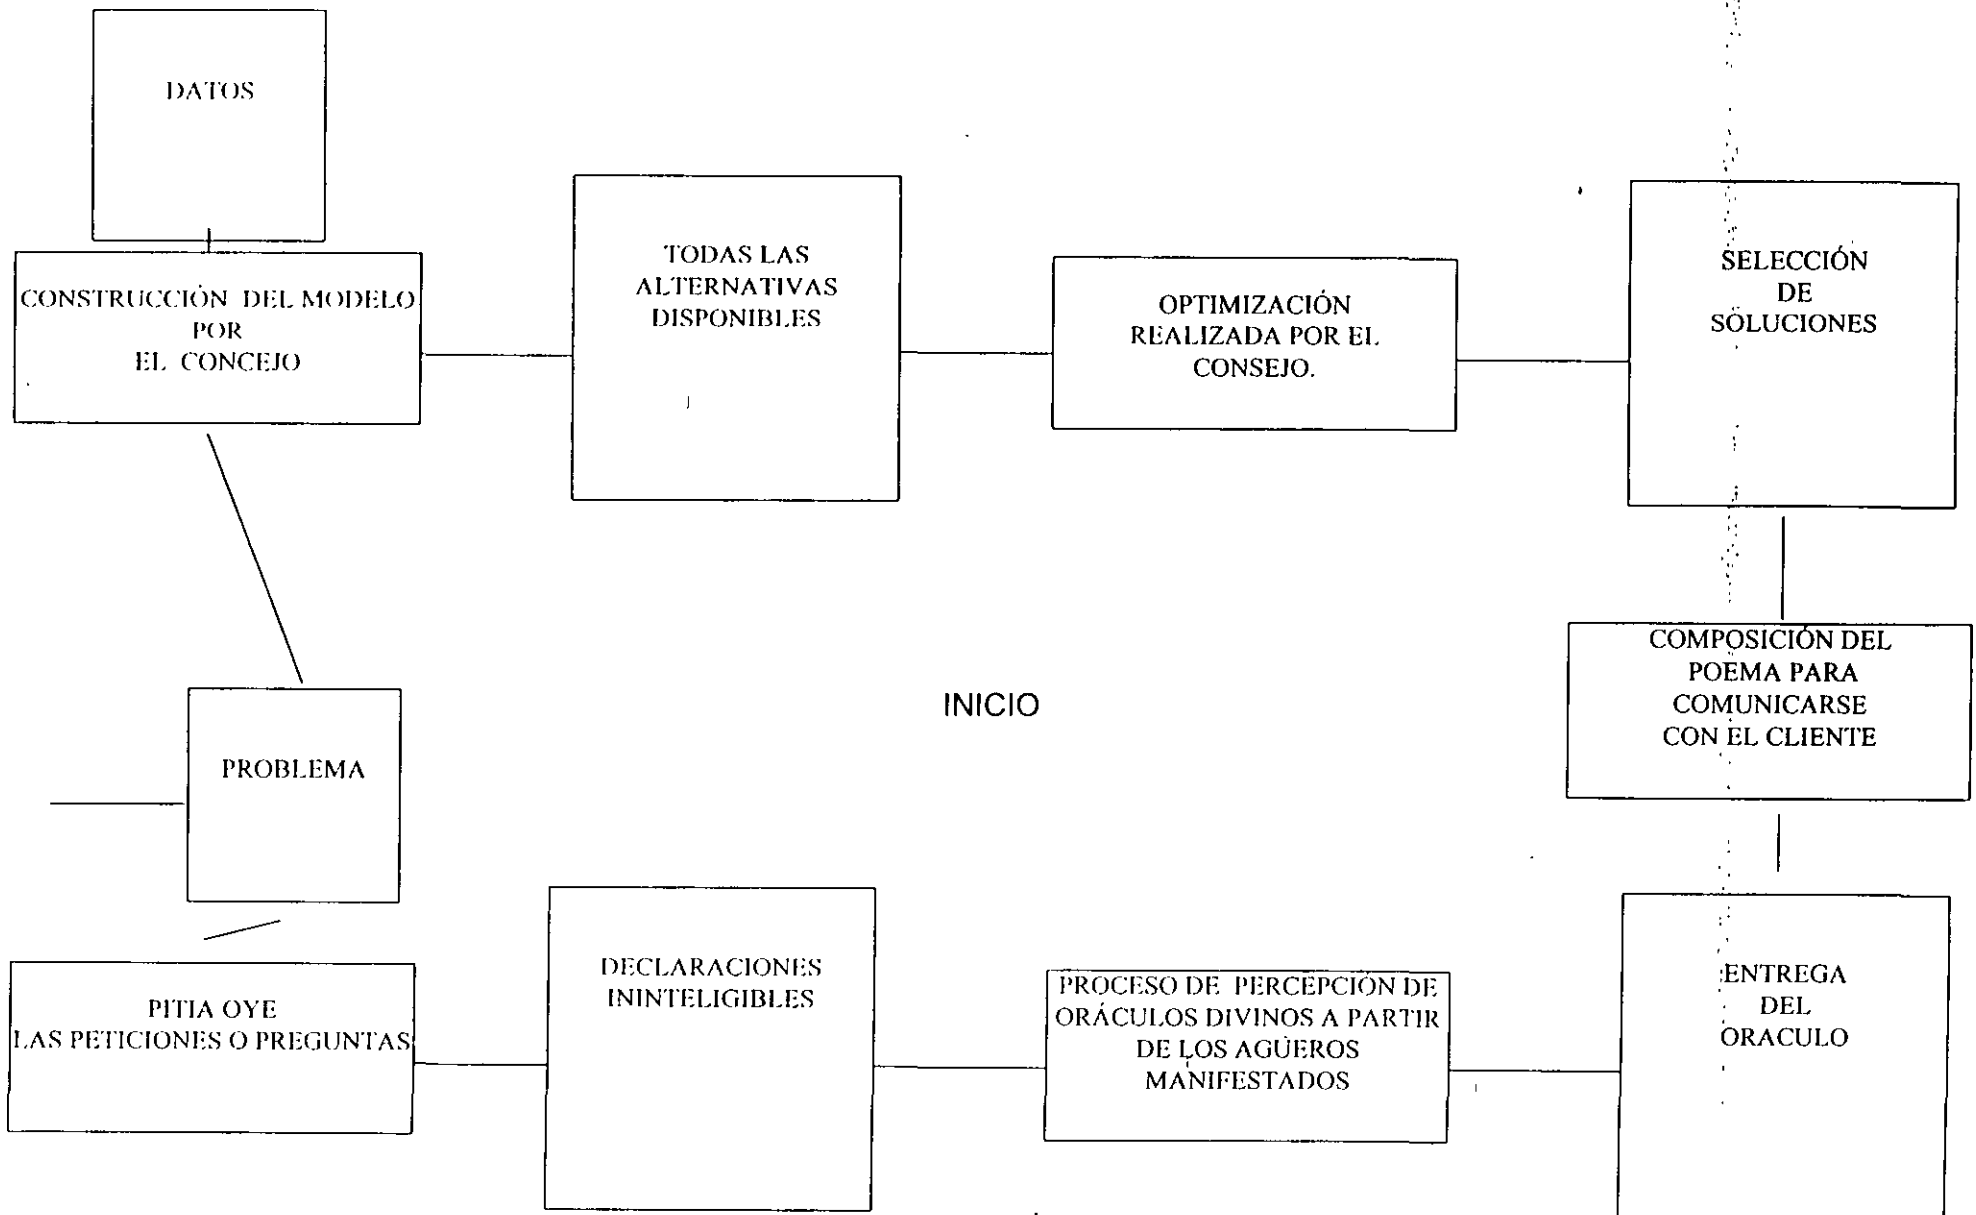 DATOS
CONSTRUCCIÓN DEL MODELO
POR
EL CONCEJO
TODAS LAS
ALTERNATIVAS
DISPONIBLES
OPTIMIZACIÓN
REALIZADA POR EL
CONSEJO.
SELECCIÓN
DE
SOLUCIONES
COMPOSICIÓN DEL
POEMA PARA
COMUNICARSE
CON EL CLIENTE
INICIO
PROBLEMA
PITIA OYE
LAS PETICIONES O PREGUNTAS
DECLARACIONES
ININTELIGIBLES
PROCESO DE PERCEPCIÓN DE
ORÁCULOS DIVINOS A PARTIR
DE LOS AGÜEROS
MANIFESTADOS
ENTREGA
DEL
ORACULO